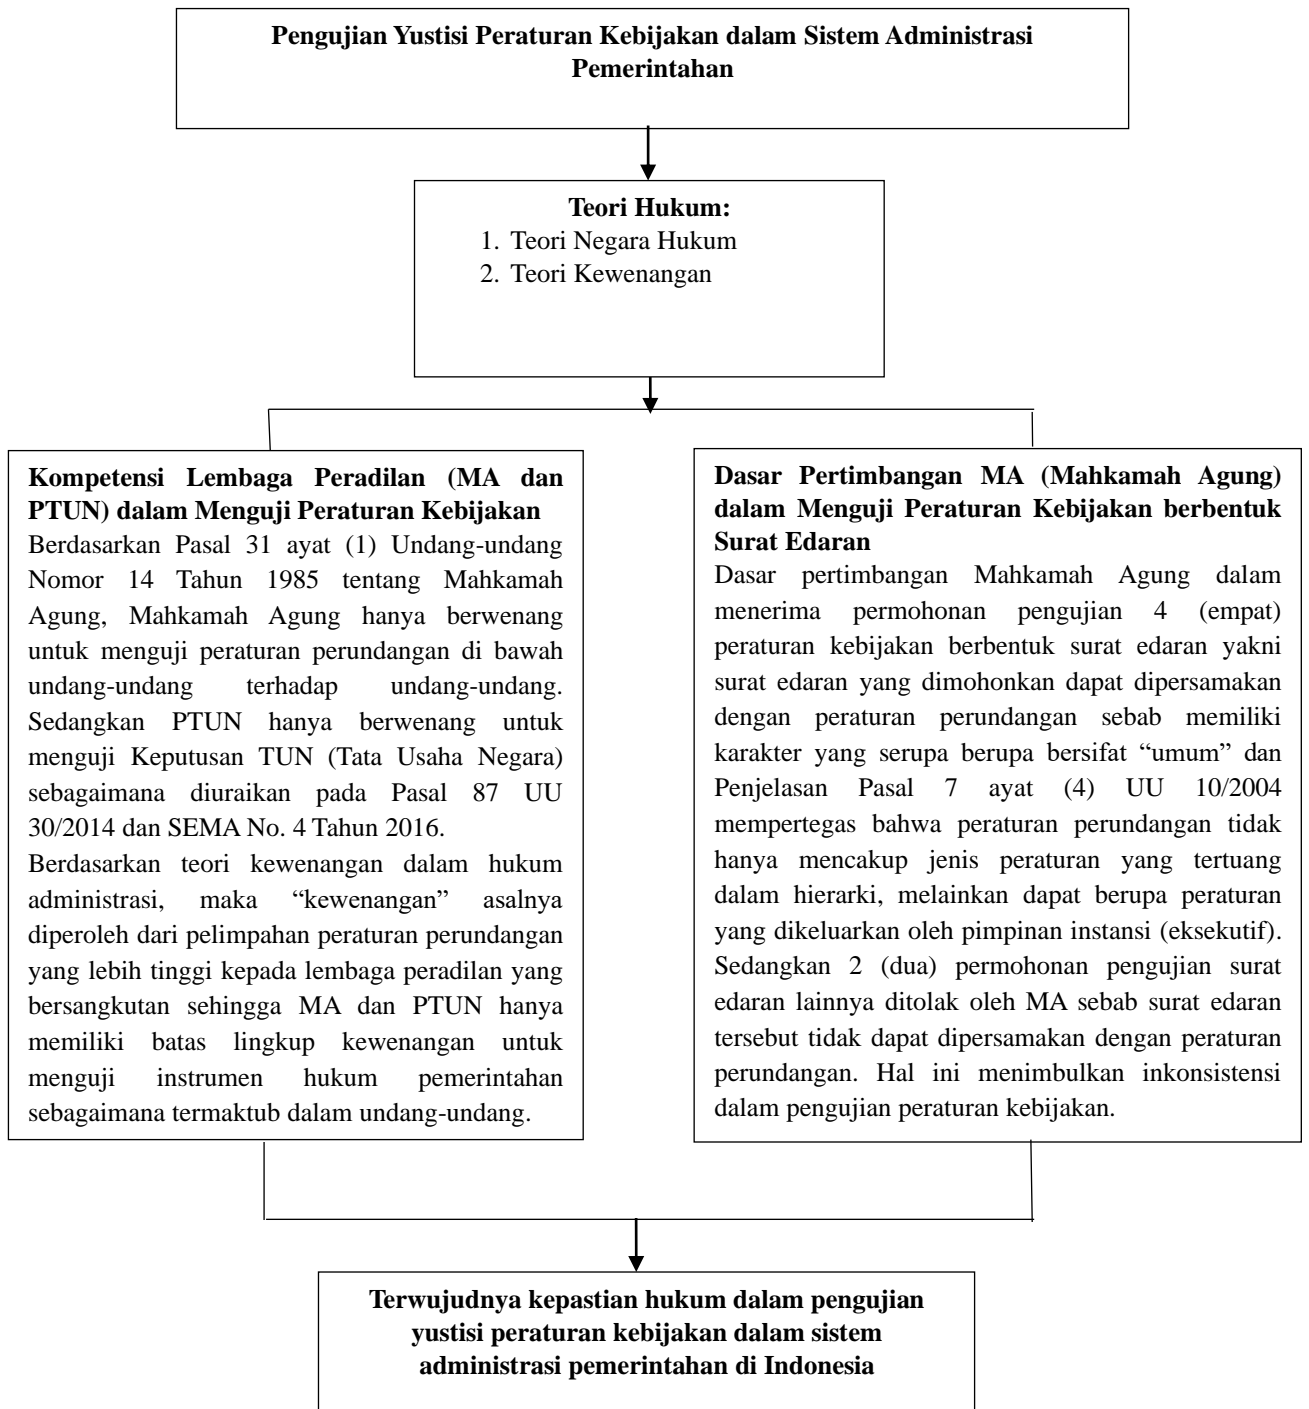 Pengujian Yustisi Peraturan Kebijakan dalam Sistem Administrasi
Pemerintahan
Teori Hukum:
1. Teori Negara Hukum
2. Teori Kewenangan
Kompetensi Lembaga Peradilan (MA dan
PTUN) dalam Menguji Peraturan Kebijakan
Berdasarkan Pasal 31 ayat (1) Undang-undang
Nomor 14 Tahun 1985 tentang Mahkamah
Agung, Mahkamah Agung hanya berwenang
untuk menguji peraturan perundangan di bawah
undang-undang terhadap undang-undang.
Sedangkan PTUN hanya berwenang untuk
menguji Keputusan TUN (Tata Usaha Negara)
sebagaimana diuraikan pada Pasal 87 UU
30/2014 dan SEMA No. 4 Tahun 2016.
Berdasarkan teori kewenangan dalam hukum
administrasi, maka “kewenangan” asalnya
diperoleh dari pelimpahan peraturan perundangan
yang lebih tinggi kepada lembaga peradilan yang
bersangkutan sehingga MA dan PTUN hanya
memiliki batas lingkup kewenangan untuk
menguji instrumen hukum pemerintahan
sebagaimana termaktub dalam undang-undang.
Dasar Pertimbangan MA (Mahkamah Agung)
dalam Menguji Peraturan Kebijakan berbentuk
Surat Edaran
Dasar pertimbangan Mahkamah Agung dalam
menerima permohonan pengujian 4 (empat)
peraturan kebijakan berbentuk surat edaran yakni
surat edaran yang dimohonkan dapat dipersamakan
dengan peraturan perundangan sebab memiliki
karakter yang serupa berupa bersifat “umum” dan
Penjelasan Pasal 7 ayat (4) UU 10/2004
mempertegas bahwa peraturan perundangan tidak
hanya mencakup jenis peraturan yang tertuang
dalam hierarki, melainkan dapat berupa peraturan
yang dikeluarkan oleh pimpinan instansi (eksekutif).
Sedangkan 2 (dua) permohonan pengujian surat
edaran lainnya ditolak oleh MA sebab surat edaran
tersebut tidak dapat dipersamakan dengan peraturan
perundangan. Hal ini menimbulkan inkonsistensi
dalam pengujian peraturan kebijakan.
Terwujudnya kepastian hukum dalam pengujian
yustisi peraturan kebijakan dalam sistem
administrasi pemerintahan di Indonesia